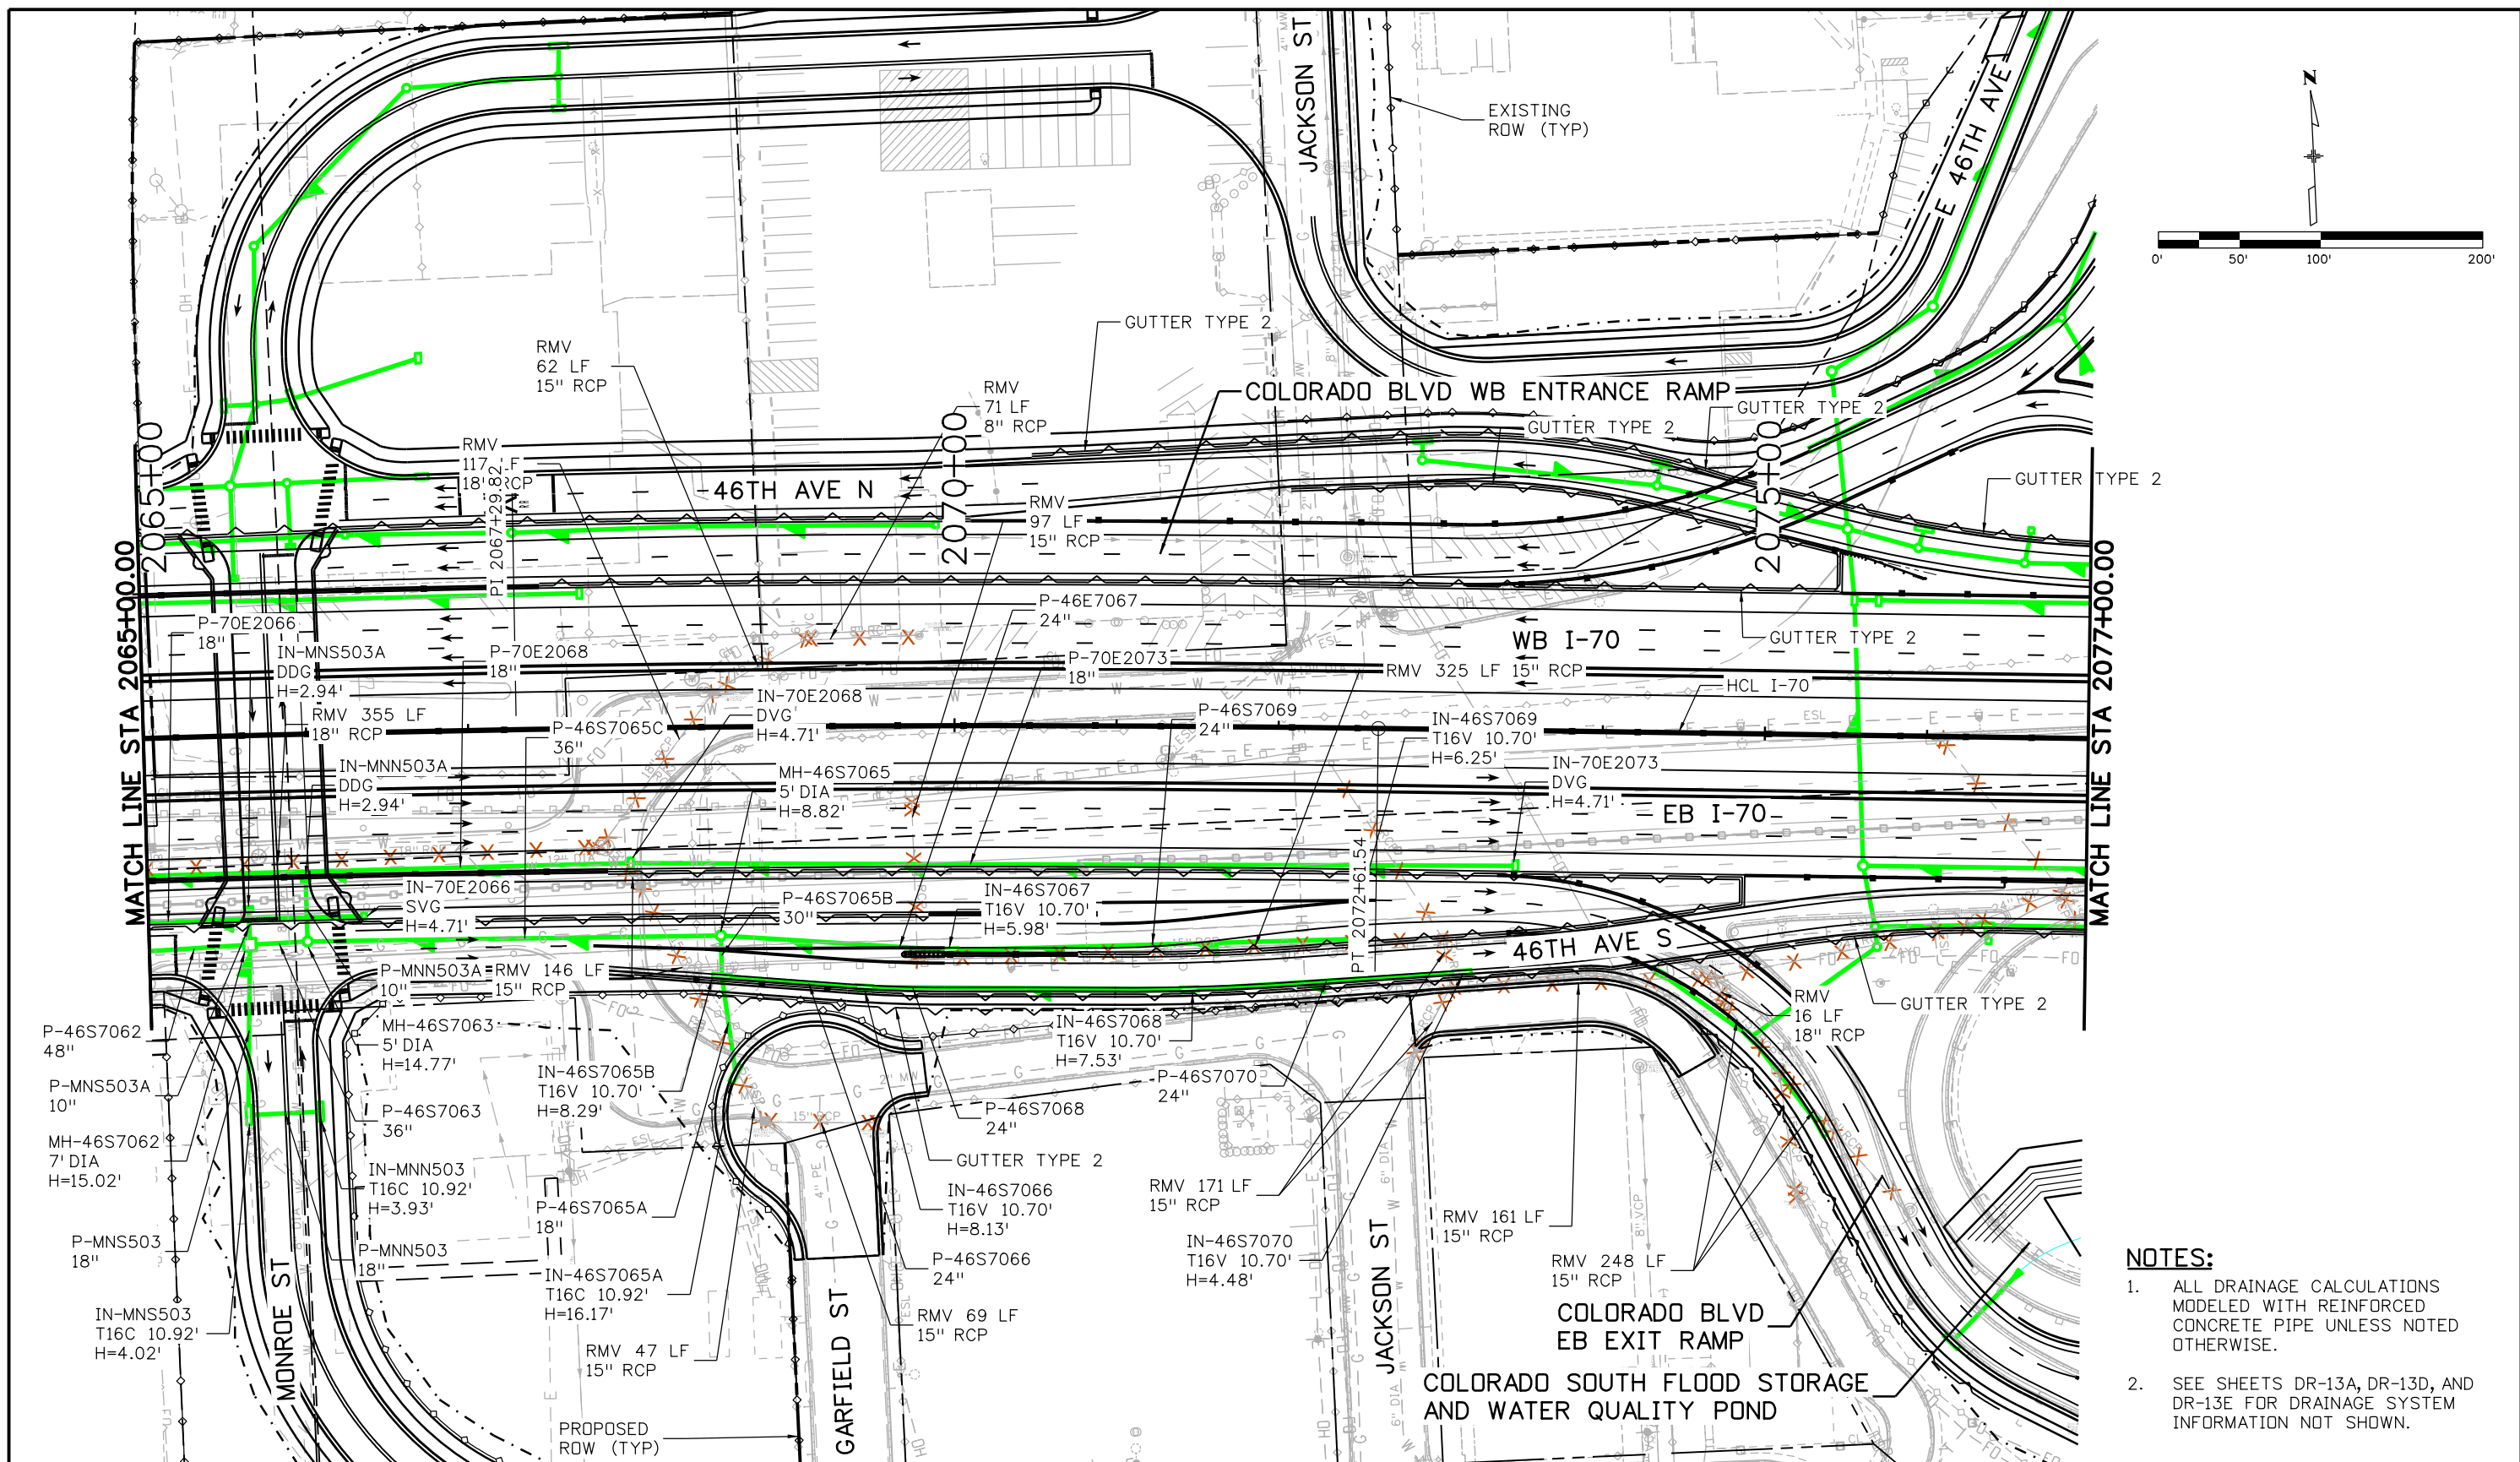 JACKSON ST
EXISTING
ROW (TYP)
E 46TH AVE
N
0'
50'
100'
200'
GUTTER TYPE 2
RMV
62 LF
15" RCP
RMV
71 LF
8" RCP
COLORADO BLVD WB ENTRANCE RAMP
GUTTER TYPE 2
GUTTER TYPE 2
GUTTER TYPE 2
2065+00
2070+00
2075+00
RMV
117 LF
18" RCP
PI 2067+29.82
46TH AVE N
RMV
97 LF
15" RCP
MATCH LINE STA 2065+00.00
MATCH LINE STA 2077+00.00
P-70E2066
18"
IN-MNS503A
DDG
H=2.94'
P-70E2068
18"
P-46E7067
24"
P-70E2073
18"
WB I-70
GUTTER TYPE 2
RMV 325 LF 15" RCP
HCL I-70
RMV 355 LF
18" RCP
P-46S7065C
36"
IN-70E2068
DVG
H=4.71'
P-46S7069
24"
IN-46S7069
T16V 10.70'
H=6.25'
IN-MNN503A
DDG
H=2.94'
MH-46S7065
5' DIA
H=8.82'
IN-70E2073
DVG
H=4.71'
EB I-70
PT 2072+61.54
IN-70E2066
SVG
H=4.71'
P-46S7065B
30"
IN-46S7067
T16V 10.70'
H=5.98'
46TH AVE S
P-MNN503A
10"
RMV 146 LF
15" RCP
GUTTER TYPE 2
RMV
16 LF
18" RCP
P-46S7062
48"
MH-46S7063
5' DIA
H=14.77'
IN-46S7068
T16V 10.70'
H=7.53'
P-MNS503A
10"
IN-46S7065B
T16V 10.70'
H=8.29'
P-46S7070
24"
P-46S7063
36"
P-46S7068
24"
MH-46S7062
7' DIA
H=15.02'
IN-MNN503
T16C 10.92'
H=3.93'
GUTTER TYPE 2
P-46S7065A
18"
IN-46S7066
T16V 10.70'
H=8.13'
RMV 171 LF
15" RCP
RMV 161 LF
15" RCP
P-MNS503
18"
P-MNN503
18"
IN-46S7070
T16V 10.70'
H=4.48'
RMV 248 LF
15" RCP
IN-46S7065A
T16C 10.92'
H=16.17'
P-46S7066
24"
IN-MNS503
T16C 10.92'
H=4.02'
RMV 69 LF
15" RCP
RMV 47 LF
15" RCP
COLORADO BLVD
EB EXIT RAMP
MONROE ST
GARFIELD ST
JACKSON ST
COLORADO SOUTH FLOOD STORAGE
AND WATER QUALITY POND
PROPOSED
ROW (TYP)
NOTES:
1. ALL DRAINAGE CALCULATIONS
MODELED WITH REINFORCED
CONCRETE PIPE UNLESS NOTED
OTHERWISE.
2. SEE SHEETS DR-13A, DR-13D, AND
DR-13E FOR DRAINAGE SYSTEM
INFORMATION NOT SHOWN.